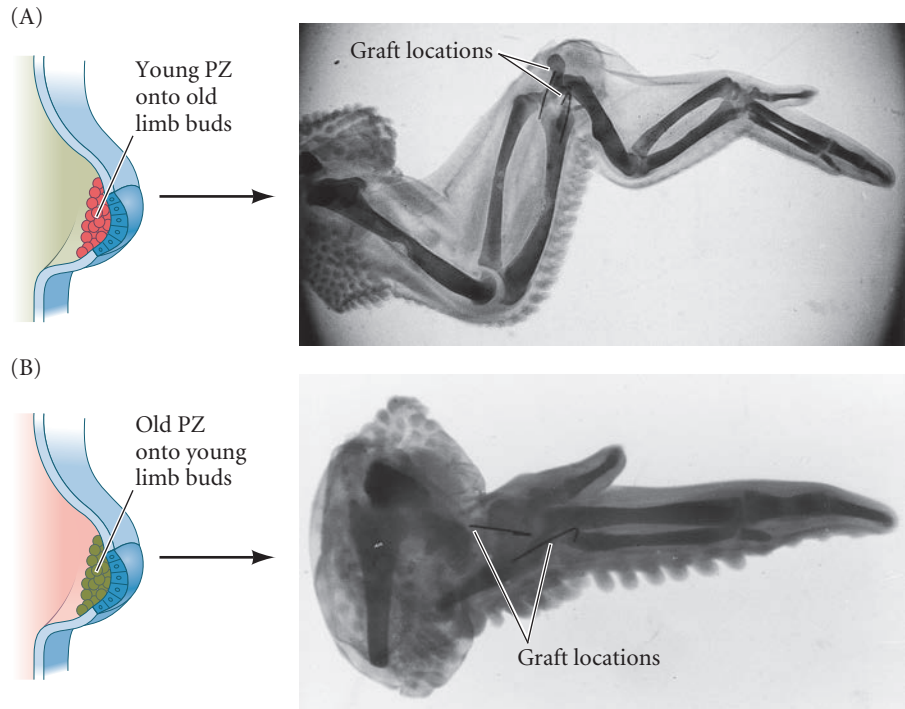 (A)
Young PZ
onto old
limb buds
Graft locations
(B)
Old PZ
onto young
limb buds
Graft locations